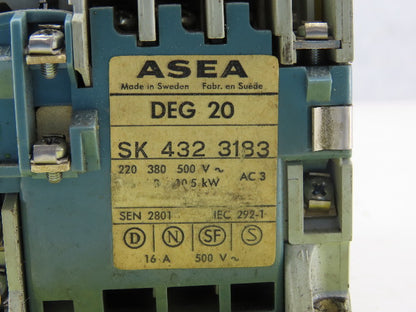 ASEA
Made in Sweden Fabr. en Suède
DEG 20
SK 432 3183
220 380 500 V ~
kW AC 3
SEN 2801 IEC 292-1
D N SF S
16 A 500 V ~